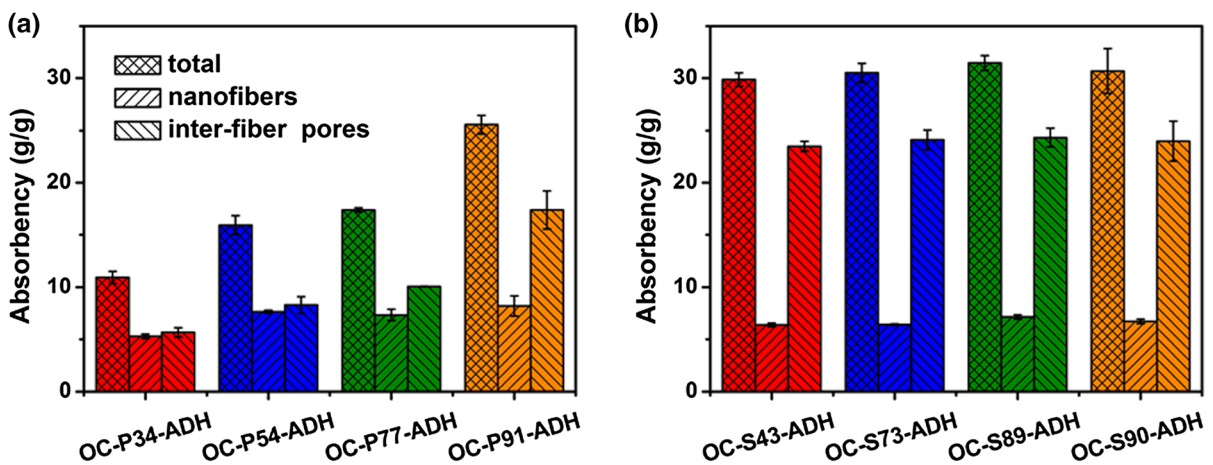 (a)
Absorbency (g/g)
30
20
10
0
total
nanofibers
inter-fiber pores
OC-P34-ADH
OC-P54-ADH
OC-P77-ADH
OC-P91-ADH
(b)
Absorbency (g/g)
30
20
10
0
OC-S43-ADH
OC-S73-ADH
OC-S89-ADH
OC-S90-ADH